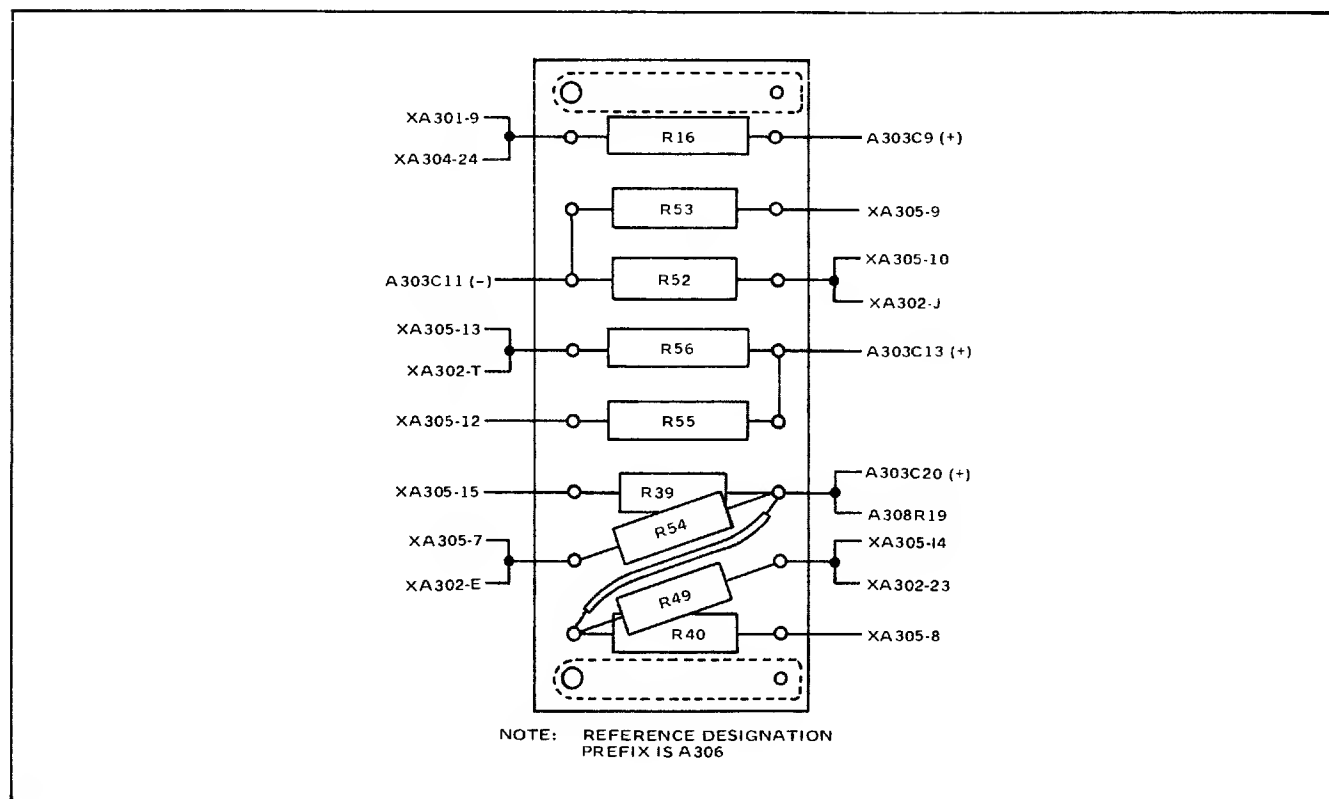 XA301-9
XA304-24
R16
A303C9 (+)
R53
XA305-9
A303C11 (-)
R52
XA305-10
XA302-J
XA305-13
XA302-T
R56
A303C13 (+)
XA305-12
R55
XA305-15
R39
A303C20 (+)
A308R19
XA305-7
XA302-E
R54
XA305-14
XA302-23
R49
R40
XA305-8
NOTE: REFERENCE DESIGNATION
PREFIX IS A306